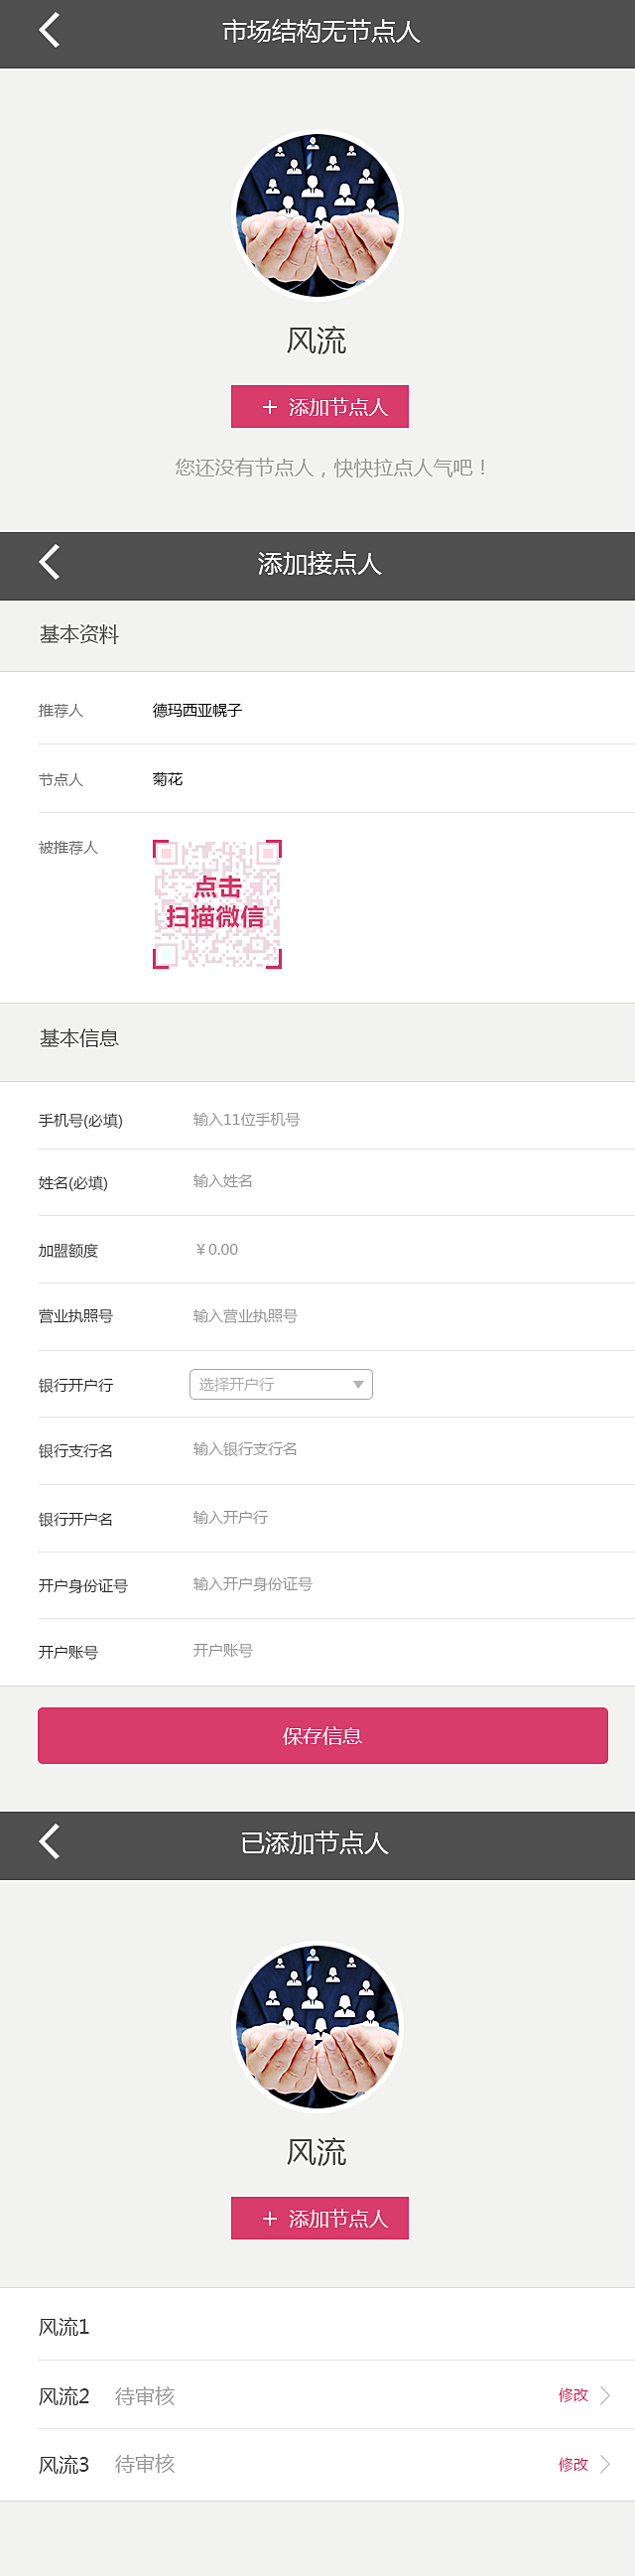 市场结构无节点人
风流
+ 添加节点人
您还没有节点人，快快拉点人气吧！
添加接点人
基本资料
推荐人 德玛西亚幌子
节点人 菊花
被推荐人
点击
扫描微信
基本信息
手机号(必填) 输入11位手机号
姓名(必填) 输入姓名
加盟额度 ¥0.00
营业执照号 输入营业执照号
银行开户行 选择开户行
银行支行名 输入银行支行名
银行开户名 输入开户行
开户身份证号 输入开户身份证号
开户账号 开户账号
保存信息
已添加节点人
风流
+ 添加节点人
风流1
风流2 待审核 修改
风流3 待审核 修改